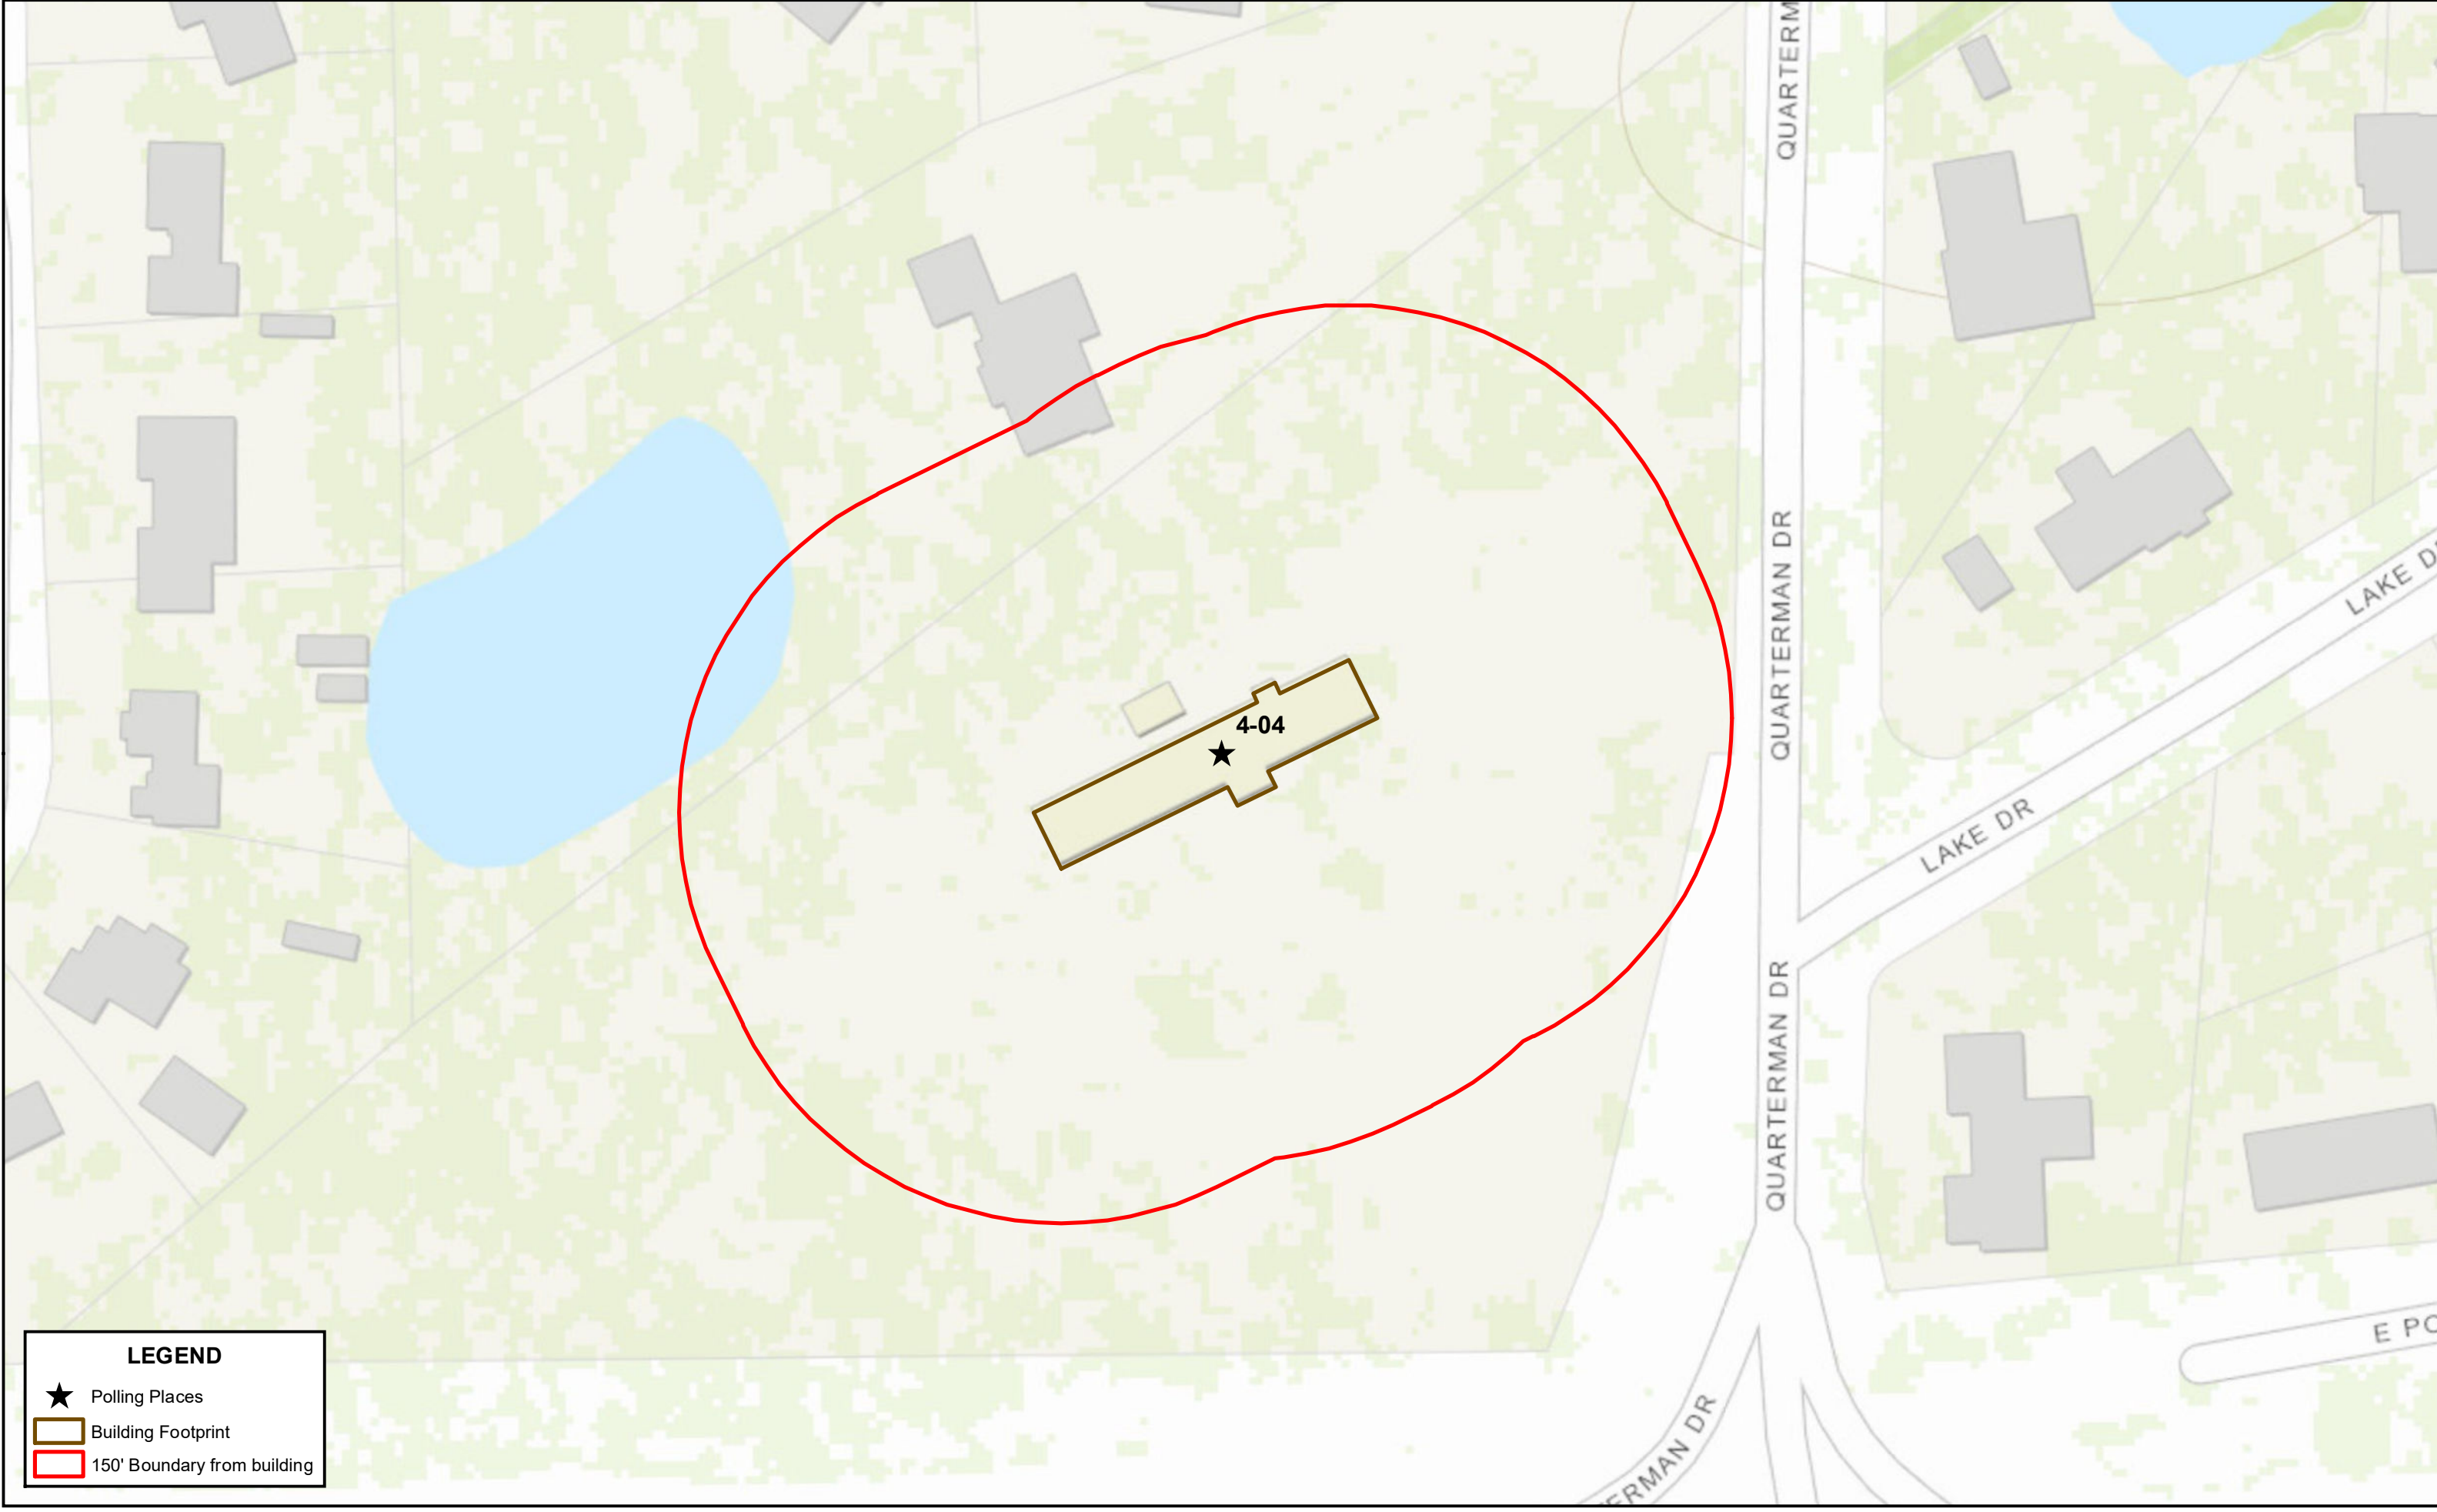 QUARTERM
QUARTERMAN DR
LAKE D
4-04
LAKE DR
QUARTERMAN DR
E PO
ERMAN DR
LEGEND
Polling Places
Building Footprint
150' Boundary from building